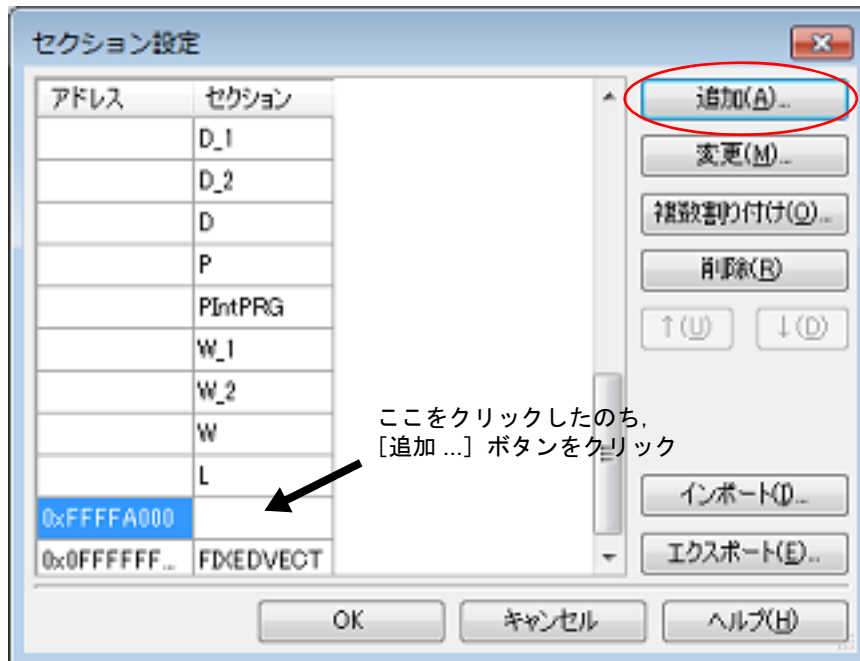 セクション設定
アドレス セクション
追加(A)...
D_1
変更(M)...
D_2
D
複数割り付け(O)...
P
削除(R)
PIntPRG
↑(U) ↓(D)
W_1
W_2
ここをクリックしたのち,
W
[追加 ...] ボタンをクリック
L
インポート(I)...
0xFFFFA000
エクスポート(E)...
0x0FFFFFF... FIXEDVECT
OK キャンセル ヘルプ(H)